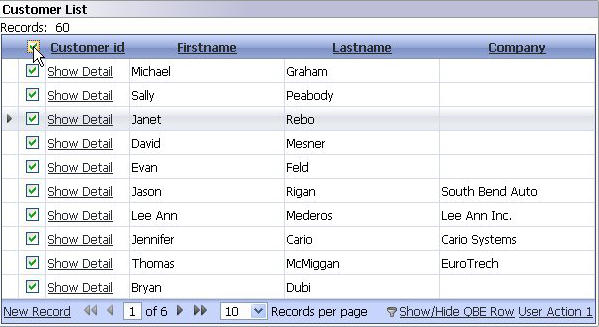 Customer List
Records: 60
Customer id Firstname Lastname Company
Show Detail Michael Graham
Show Detail Sally Peabody
Show Detail Janet Rebo
Show Detail David Mesner
Show Detail Evan Feld
Show Detail Jason Rigan South Bend Auto
Show Detail Lee Ann Mederos Lee Ann Inc.
Show Detail Jennifer Cario Cario Systems
Show Detail Thomas McMiggan EuroTrech
Show Detail Bryan Dubi
New Record 1 of 6 10 Records per page Show/Hide QBE Row User Action 1